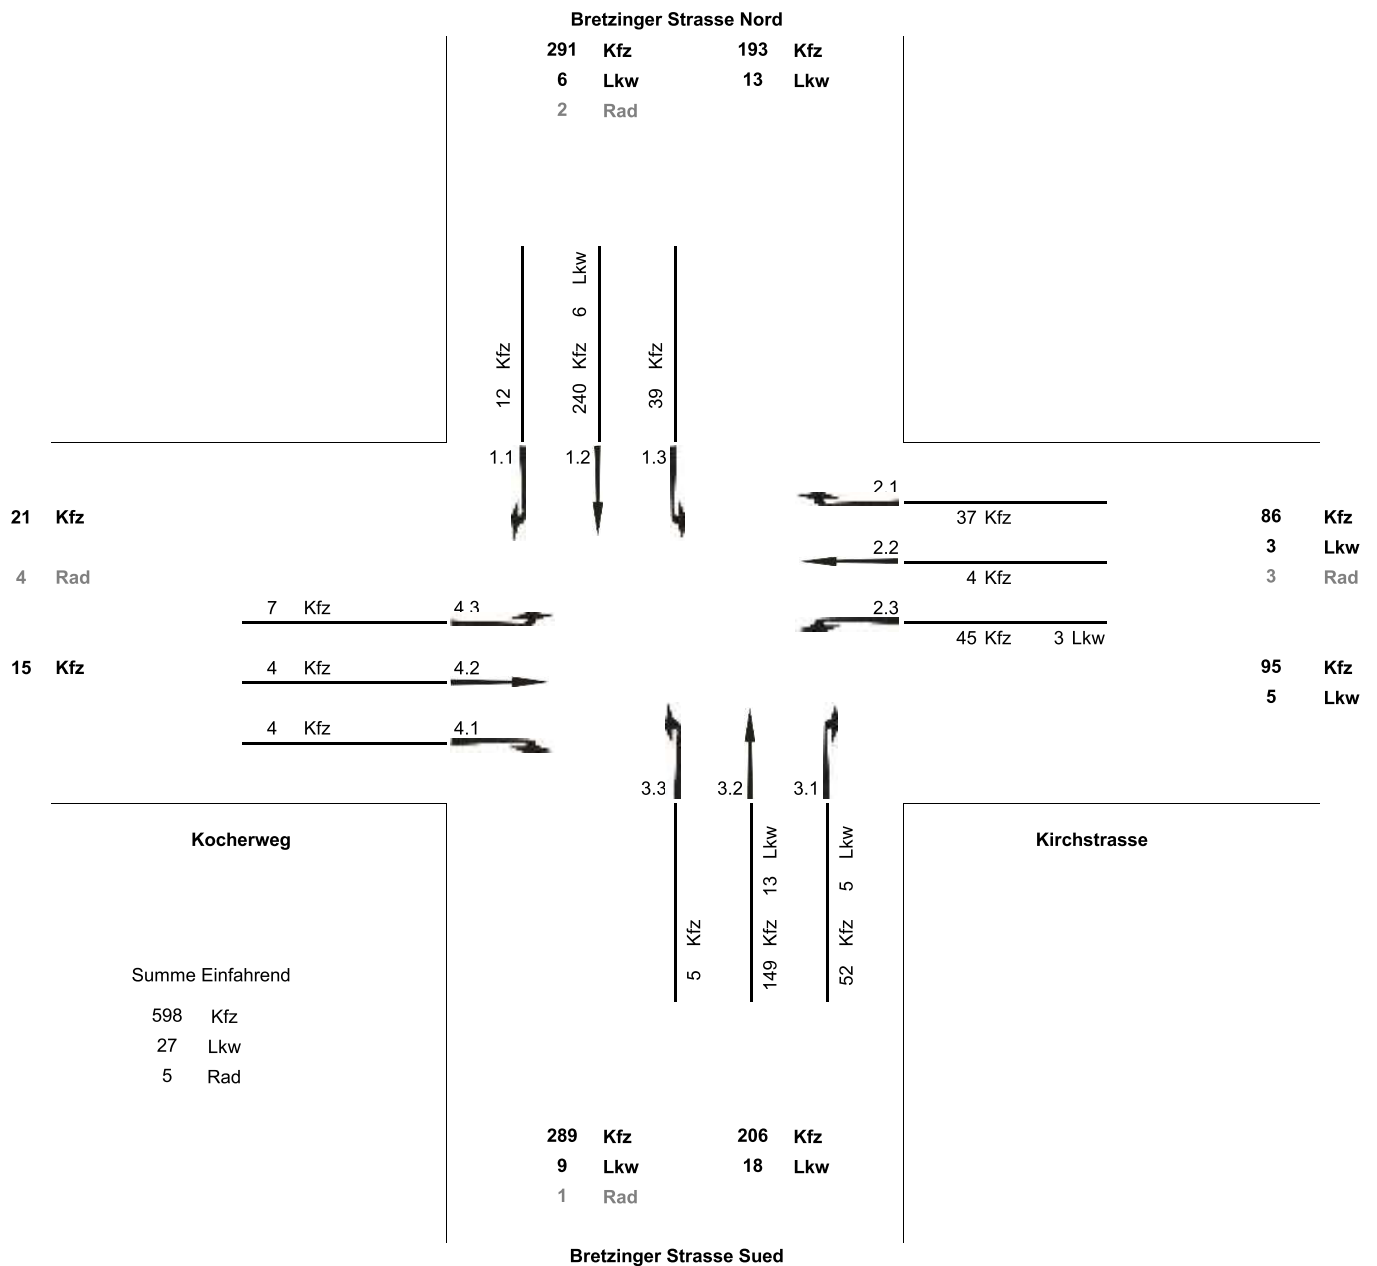 Bretzinger Strasse Nord
291 Kfz 193 Kfz
6 Lkw 13 Lkw
2 Rad
12 Kfz
240 Kfz 6 Lkw
39 Kfz
1.1 1.2 1.3
2.1
37 Kfz
2.2
4 Kfz
2.3
45 Kfz 3 Lkw
21 Kfz
4 Rad
86 Kfz
3 Lkw
3 Rad
7 Kfz 4.3
15 Kfz
4 Kfz 4.2
4 Kfz 4.1
95 Kfz
5 Lkw
3.3 3.2 3.1
5 Kfz
149 Kfz 13 Lkw
52 Kfz 5 Lkw
Kocherweg
Kirchstrasse
Summe Einfahrend
598 Kfz
27 Lkw
5 Rad
289 Kfz 206 Kfz
9 Lkw 18 Lkw
1 Rad
Bretzinger Strasse Sued